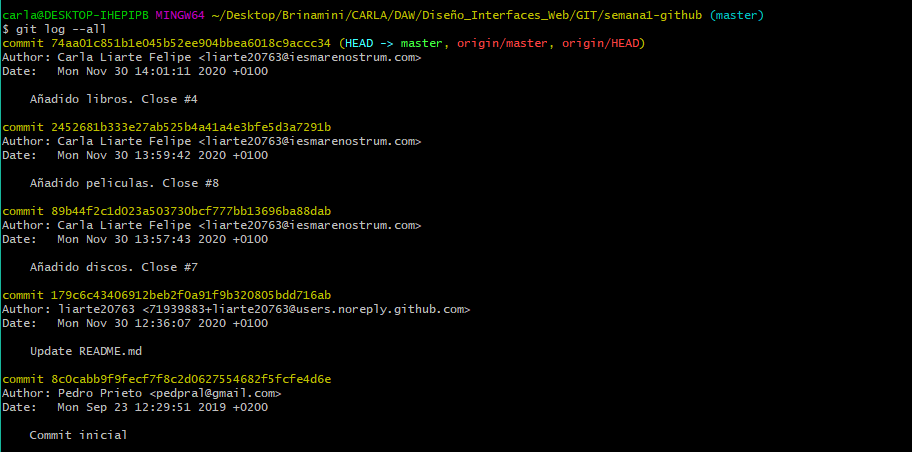 carla@DESKTOP-IHEPIPB MINGW64 ~/Desktop/Brinamini/CARLA/DAW/Diseño_Interfaces_Web/GIT/semana1-github (master)
$ git log --all
commit 74aa01c851b1e045b52ee904bbea6018c9accc34 (HEAD -> master, origin/master, origin/HEAD)
Author: Carla Liarte Felipe <liarte20763@iesmarenostrum.com>
Date:   Mon Nov 30 14:01:11 2020 +0100

    Añadido libros. Close #4

commit 2452681b333e27ab525b4a41a4e3bfe5d3a7291b
Author: Carla Liarte Felipe <liarte20763@iesmarenostrum.com>
Date:   Mon Nov 30 13:59:42 2020 +0100

    Añadido peliculas. Close #8

commit 89b44f2c1d023a503730bcf777bb13696ba88dab
Author: Carla Liarte Felipe <liarte20763@iesmarenostrum.com>
Date:   Mon Nov 30 13:57:43 2020 +0100

    Añadido discos. Close #7

commit 179c6c43406912beb2f0a91f9b320805bdd716ab
Author: liarte20763 <71939883+liarte20763@users.noreply.github.com>
Date:   Mon Nov 30 12:36:07 2020 +0100

    Update README.md

commit 8c0cabb9f9fecf7f8c2d0627554682f5fcfe4d6e
Author: Pedro Prieto <pedpral@gmail.com>
Date:   Mon Sep 23 12:29:51 2019 +0200

    Commit inicial